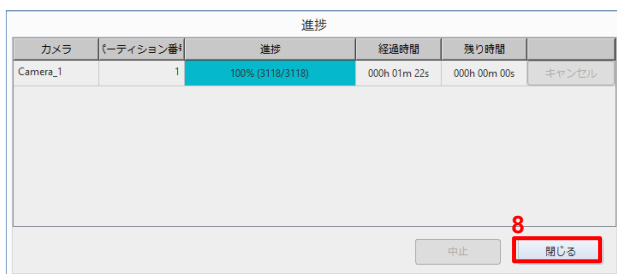 進捗
カメラ パーティション番号 進捗 経過時間 残り時間
Camera_1 1 100% (3118/3118) 000h 01m 22s 000h 00m 00s キャンセル
8
中止 閉じる